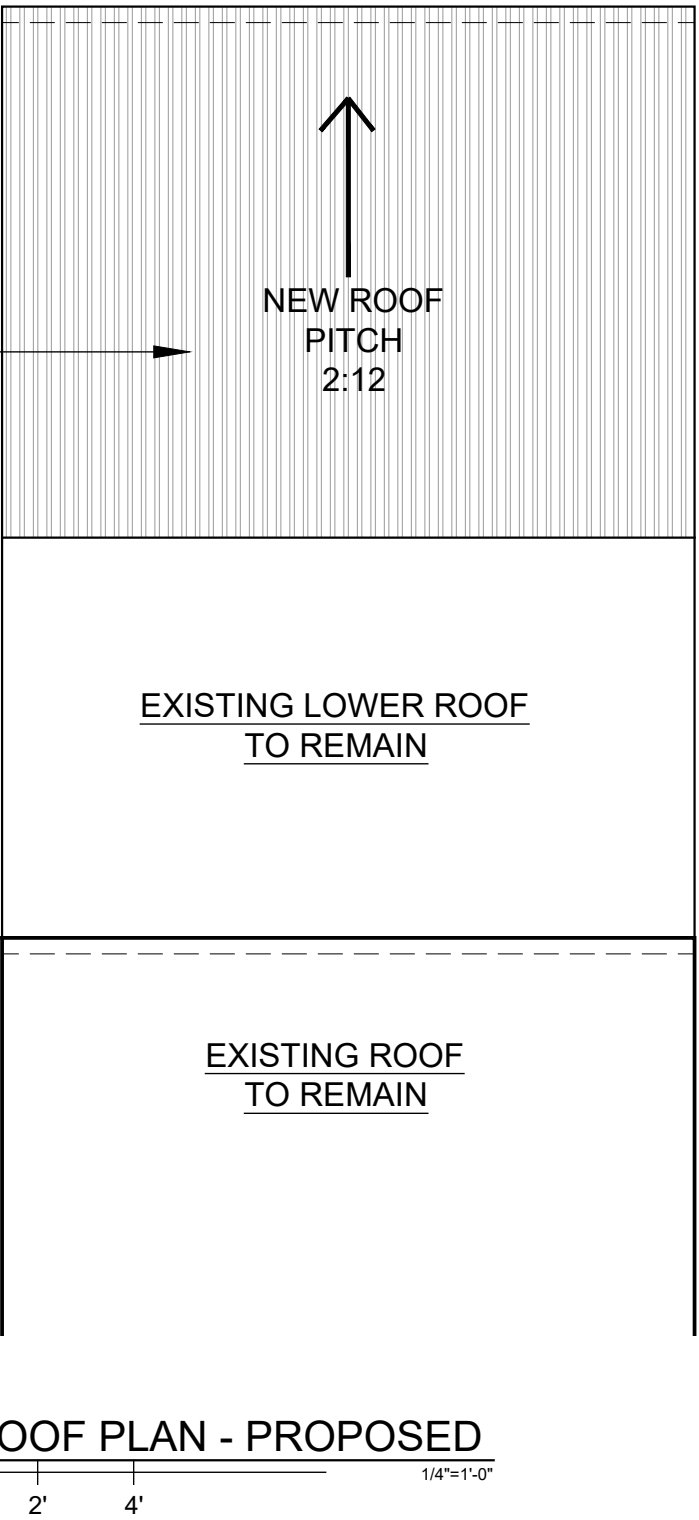 NEW ROOF
PITCH
2:12
EXISTING LOWER ROOF
TO REMAIN
EXISTING ROOF
TO REMAIN
OOF PLAN - PROPOSED
1/4"=1'-0"
2' 4'